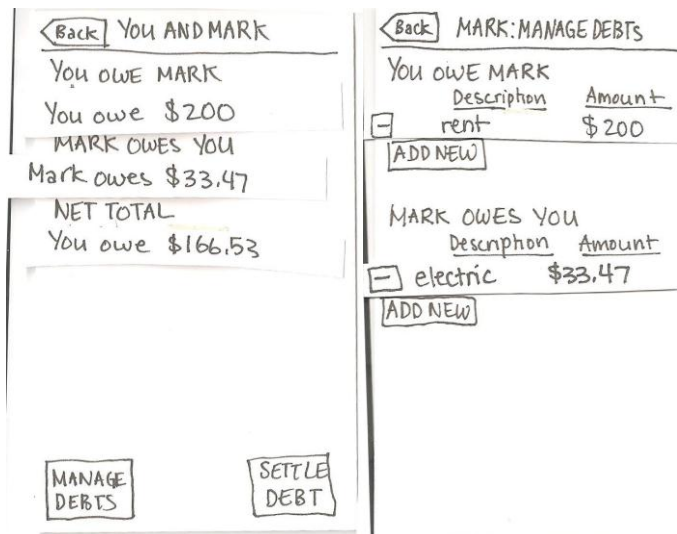 Back YOU AND MARK
YOU OWE MARK
You owe $200
MARK OWES YOU
Mark owes $33.47
NET TOTAL
You owe $166.53
MANAGE
DEBTS
SETTLE
DEBT
Back MARK: MANAGE DEBTS
YOU OWE MARK
Description Amount
− rent $200
ADD NEW
MARK OWES YOU
Description Amount
− electric $33.47
ADD NEW